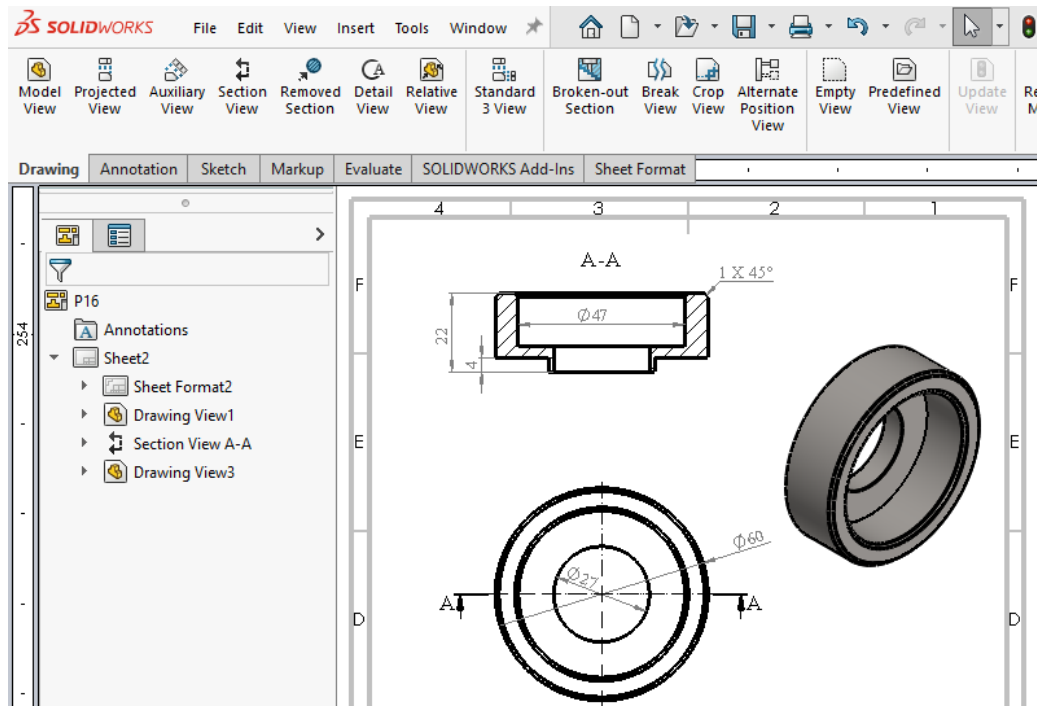 SOLIDWORKS File Edit View Insert Tools Window
Model View Projected View Auxiliary View Section View Removed Section Detail View Relative View Standard 3 View Broken-out Section Break View Crop View Alternate Position View Empty View Predefined View Update View
Drawing Annotation Sketch Markup Evaluate SOLIDWORKS Add-Ins Sheet Format
4 3 2 1
A-A
1 X 45°
F F
P16
Ø47
Annotations
254
22
Sheet2
4
Sheet Format2
Drawing View1
Section View A-A
E E
Drawing View3
Ø60
Ø27
A A
D D